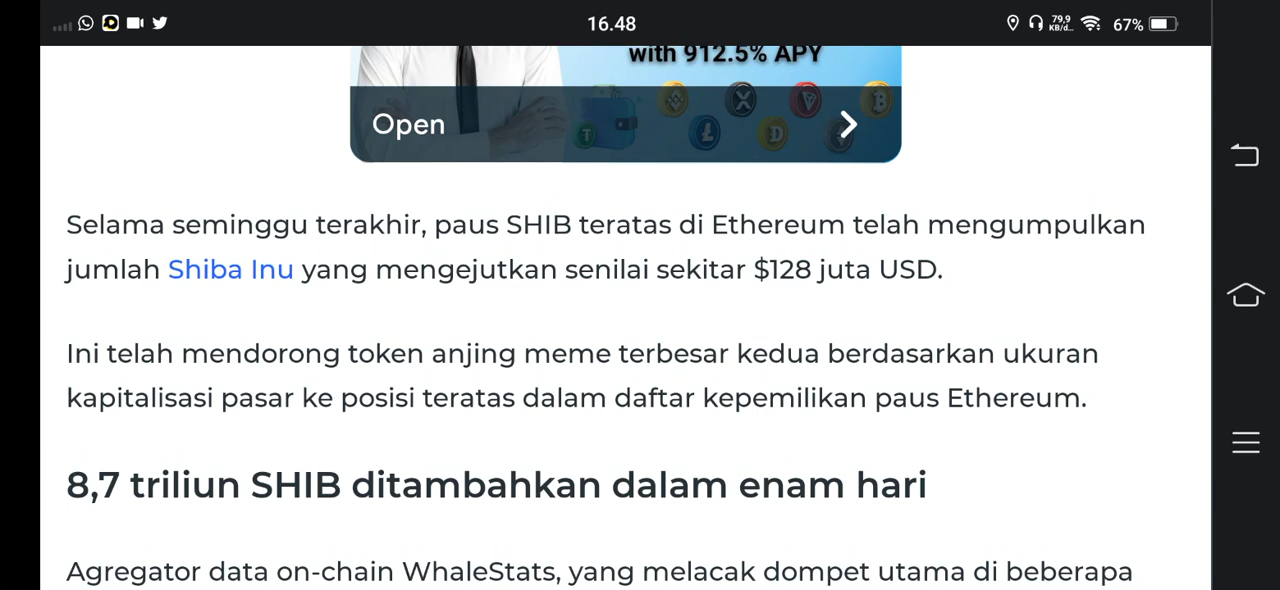 16.48
79,9
KB/d...
67%
with 912.5% APY
Open
Selama seminggu terakhir, paus SHIB teratas di Ethereum telah mengumpulkan
jumlah Shiba Inu yang mengejutkan senilai sekitar $128 juta USD.
Ini telah mendorong token anjing meme terbesar kedua berdasarkan ukuran
kapitalisasi pasar ke posisi teratas dalam daftar kepemilikan paus Ethereum.
8,7 triliun SHIB ditambahkan dalam enam hari
Agregator data on-chain WhaleStats, yang melacak dompet utama di beberapa